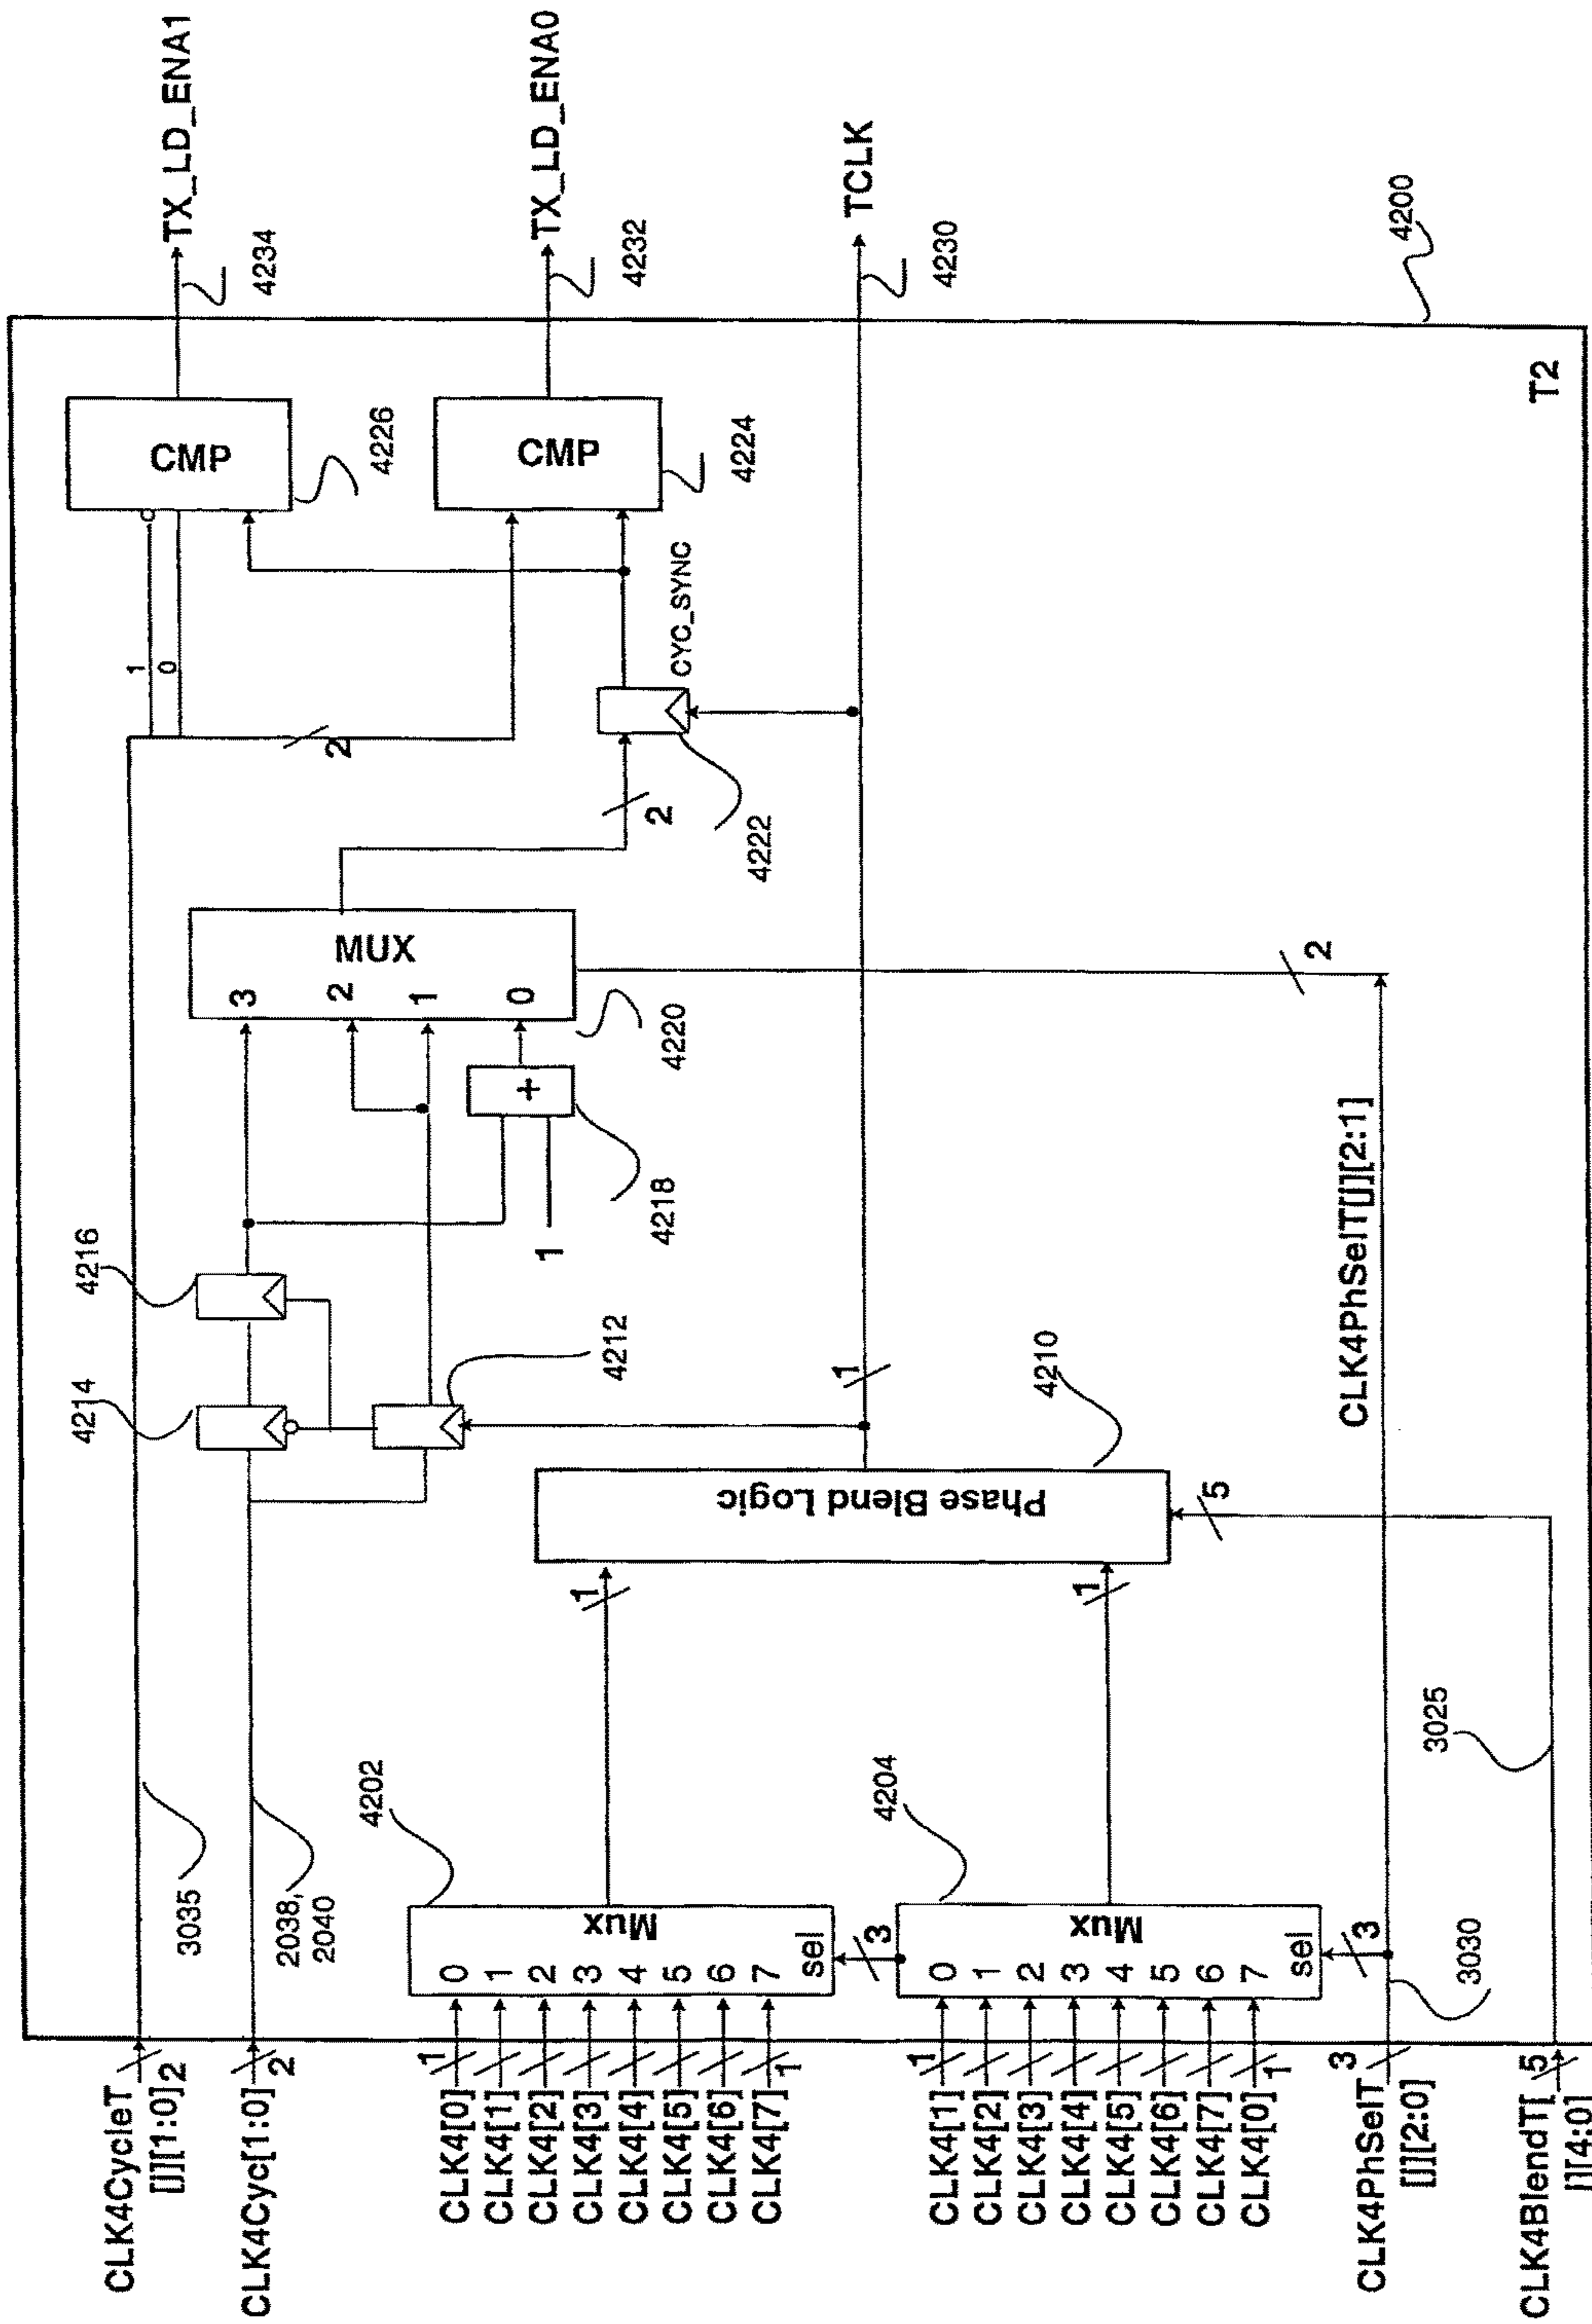 CLK4CycleT
[j][1:0] 2
3035
CLK4Cyc[1:0] 2
2038,
2040
4214
4216
4212
1
+
4218
3
2
1
0
MUX
4220
2
4222
CYC_SYNC
1
0
2
CMP
4226
CMP
4224
TX_LD_ENA1
4234
TX_LD_ENA0
4232
TCLK
4230
4202
CLK4[0] 1 0
CLK4[1] 1
CLK4[2] 2
CLK4[3] 3
CLK4[4] 4
CLK4[5] 5
CLK4[6] 6
CLK4[7] 1 7
Mux
sel
3
4204
CLK4[1] 1 0
CLK4[2] 1
CLK4[3] 2
CLK4[4] 3
CLK4[5] 4
CLK4[6] 5
CLK4[7] 6
CLK4[0] 1 7
Mux
sel
3
1
1
Phase Blend Logic
4210
1
5
CLK4PhSelT 3
[j][2:0]
3030
CLK4PhSelT[j][2:1]
2
CLK4BlendT[ 5
j][4:0]
3025
T2
4200